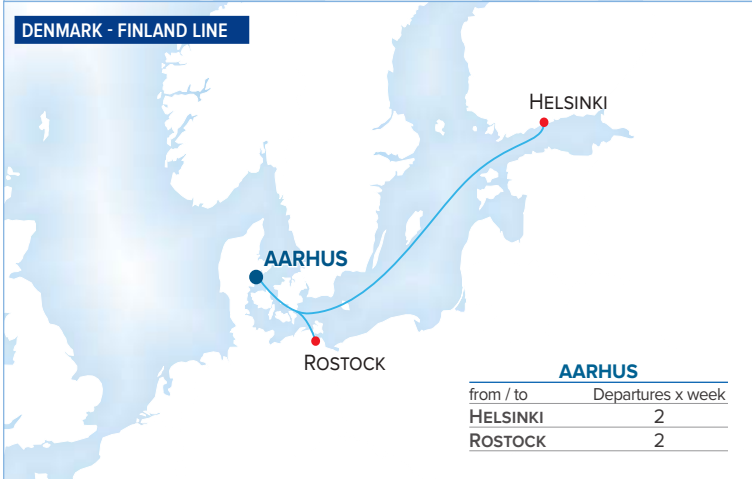 DENMARK - FINLAND LINE
HELSINKI
AARHUS
ROSTOCK
AARHUS
from / to Departures x week
HELSINKI 2
ROSTOCK 2